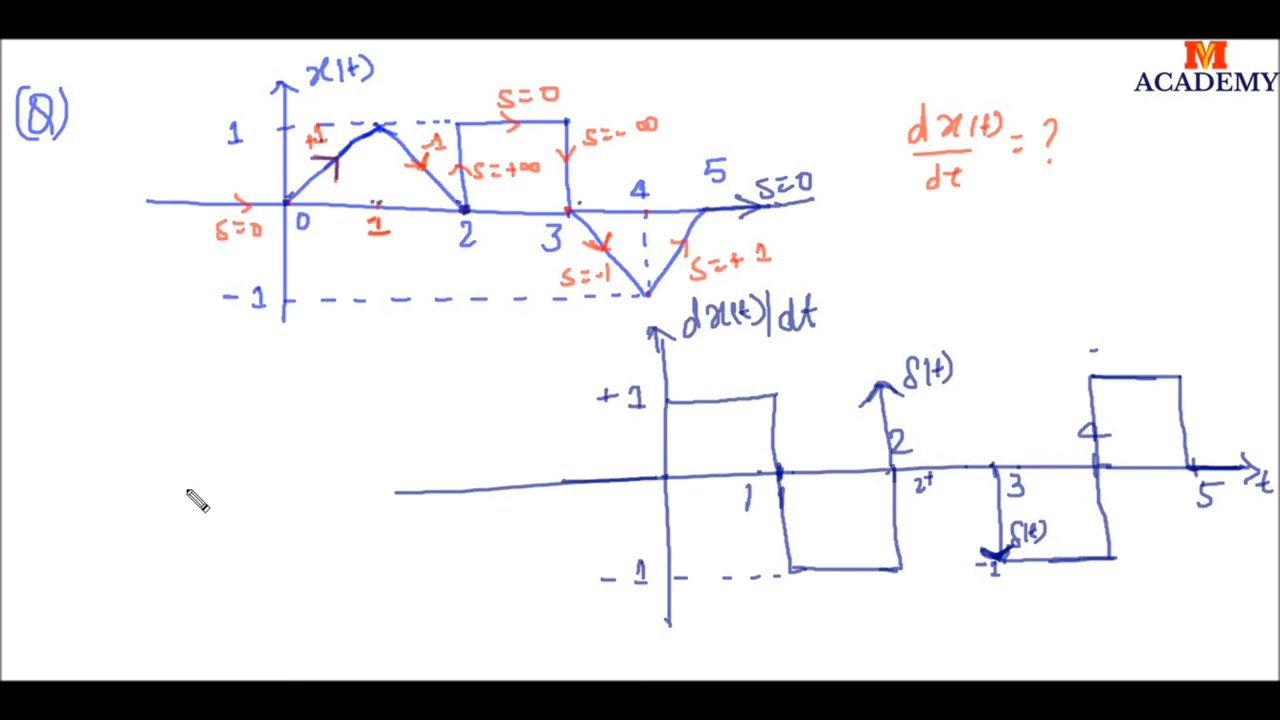 M
ACADEMY
(Q)
x(t)
dx(t)/dt = ?
1
+1
-1
S=0
S=+∞
S=-∞
S=0
0
1
2
3
4
5
S=0
S=-1
S=+1
-1
dx(t)/dt
+1
δ(t)
2
4
1
2+
3
5
t
δ(t)
-1
-1